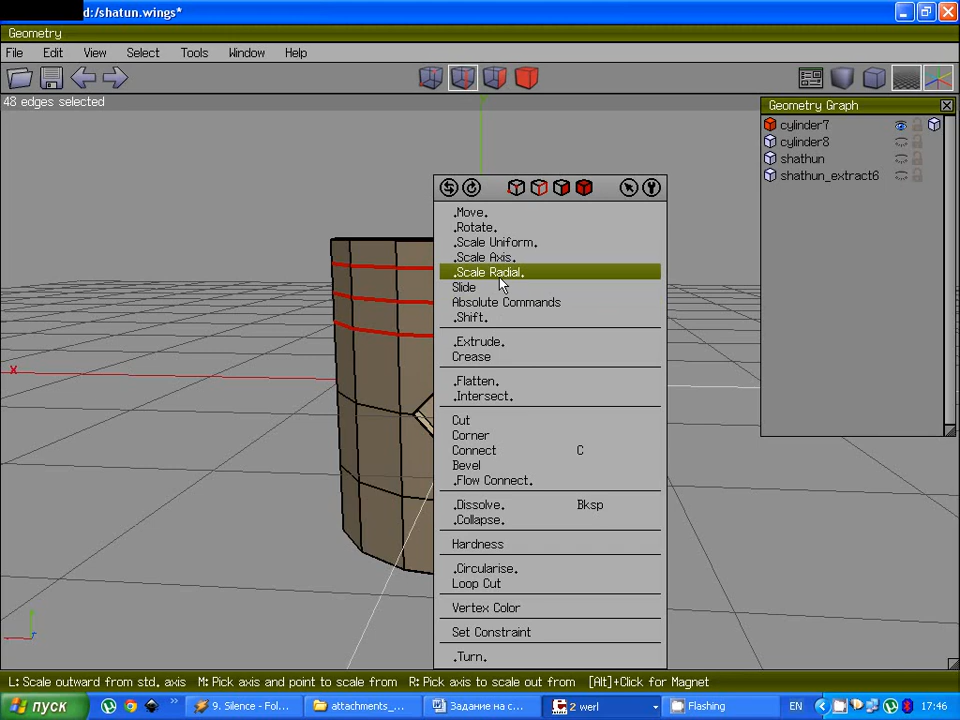 d:/shatun.wings*
Geometry
File Edit View Select Tools Window Help
48 edges selected
Geometry Graph
cylinder7
cylinder8
shathun
shathun_extract6
.Move.
.Rotate.
.Scale Uniform.
.Scale Axis.
.Scale Radial.
Slide
Absolute Commands
.Shift.
.Extrude.
Crease
.Flatten.
.Intersect.
Cut
Corner
Connect C
Bevel
.Flow Connect.
.Dissolve. Bksp
.Collapse.
Hardness
.Circularise.
Loop Cut
Vertex Color
Set Constraint
.Turn.
X
L: Scale outward from std. axis M: Pick axis and point to scale from R: Pick axis to scale out from [Alt]+Click for Magnet
пуск 9. Silence - Fol... attachments_... Задание на с... 2 werl Flashing EN 17:46